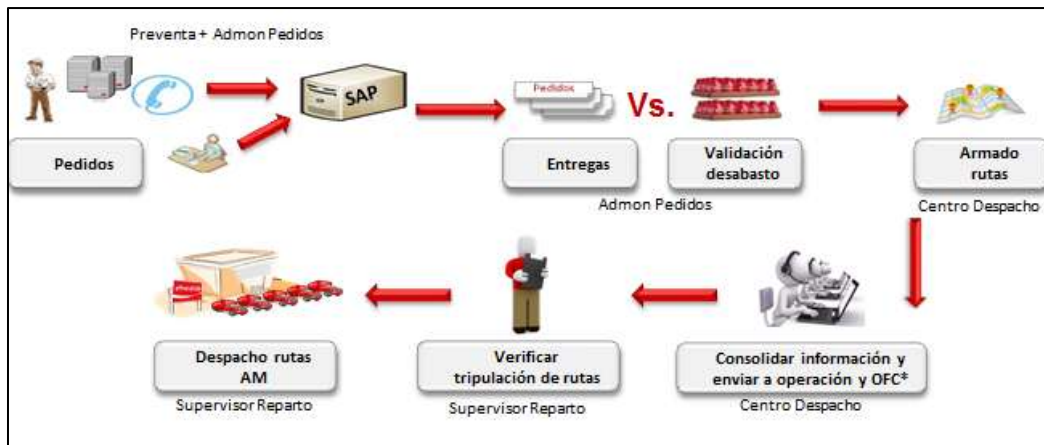 Preventa + Admon Pedidos
SAP
Pedidos
Vs.
Pedidos
Entregas
Validación
desabasto
Armado
rutas
Admon Pedidos
Centro Despacho
Despacho rutas
AM
Verificar
tripulación de rutas
Consolidar información y
enviar a operación y OFC*
Supervisor Reparto
Supervisor Reparto
Centro Despacho